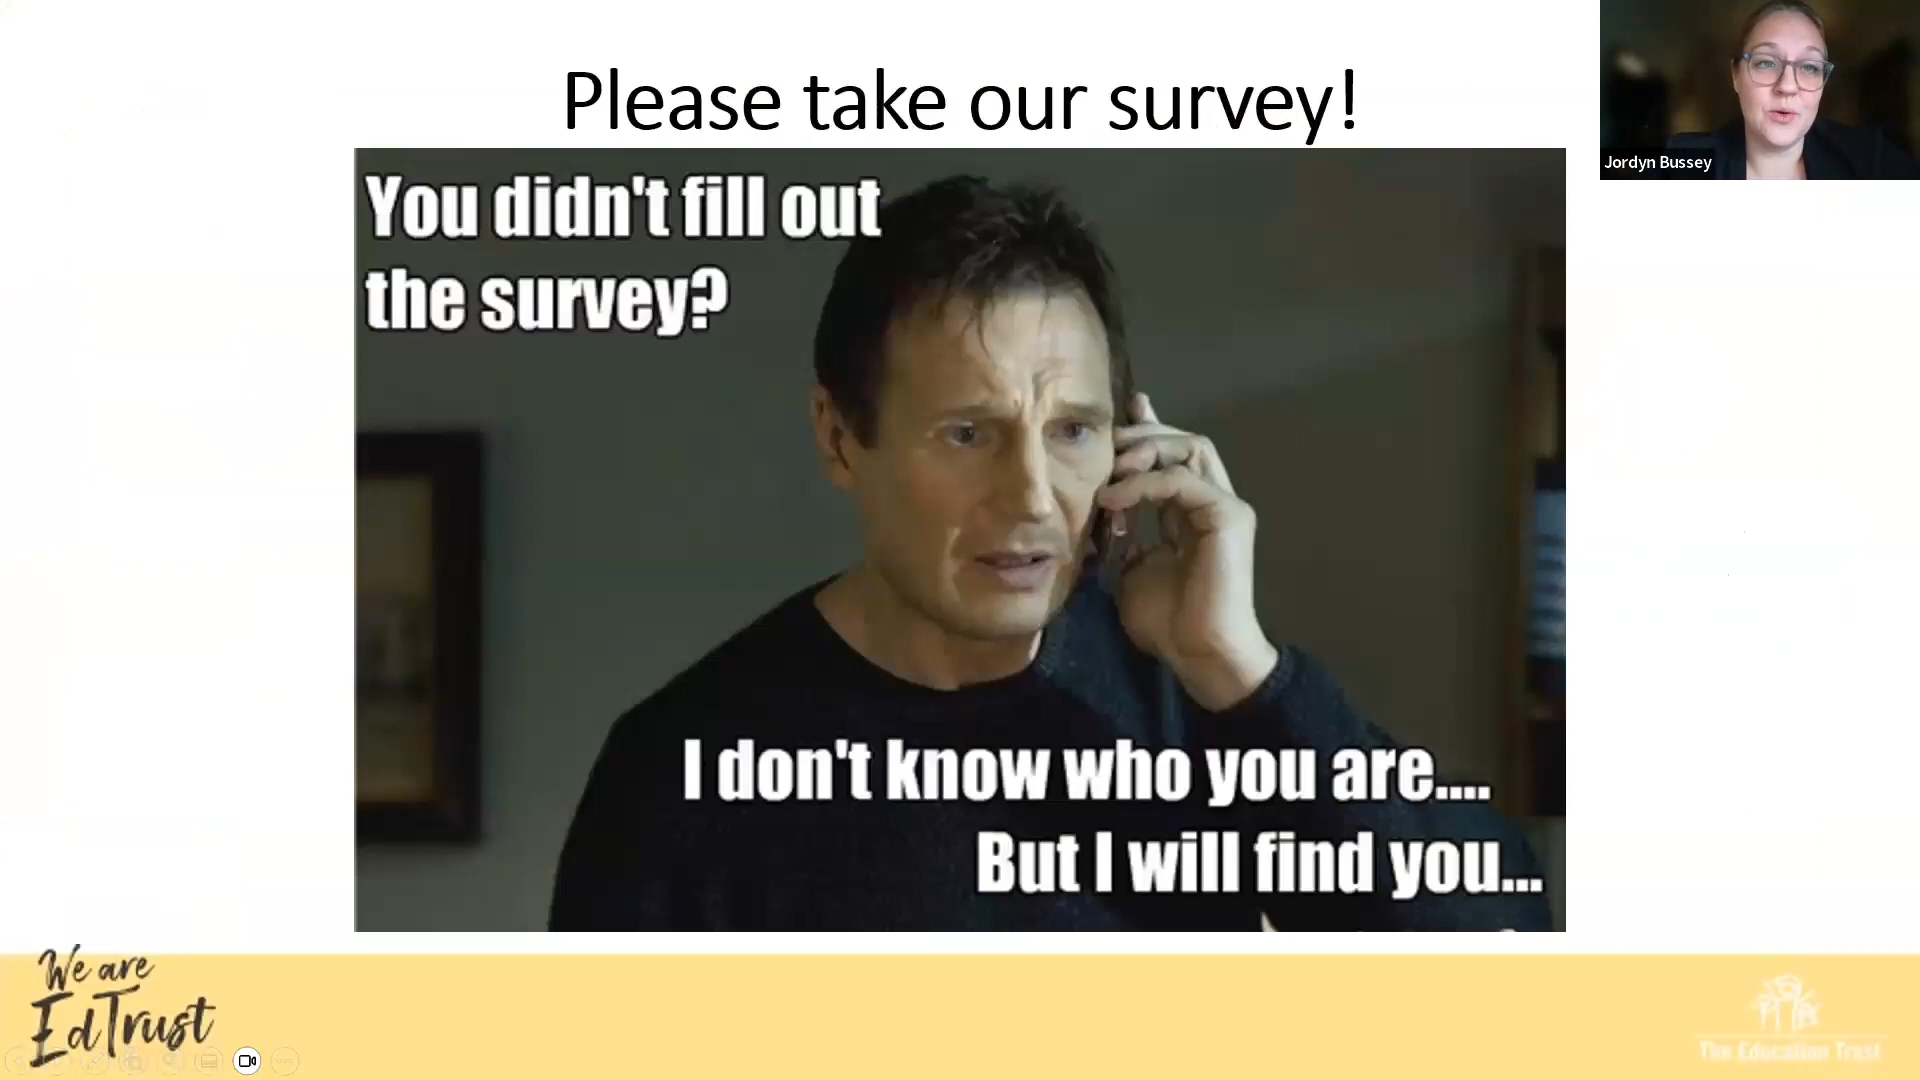 Please take our survey!
You didn't fill out
the survey?
I don't know who you are....
But I will find you...
Jordyn Bussey
We are
EdTrust
The Education Trust